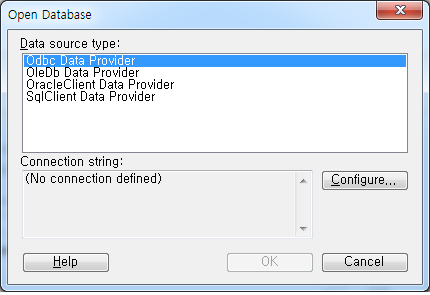 Open Database
Data source type:
Odbc Data Provider
OleDb Data Provider
OracleClient Data Provider
SqlClient Data Provider
Connection string:
(No connection defined)
Configure...
Help
OK
Cancel